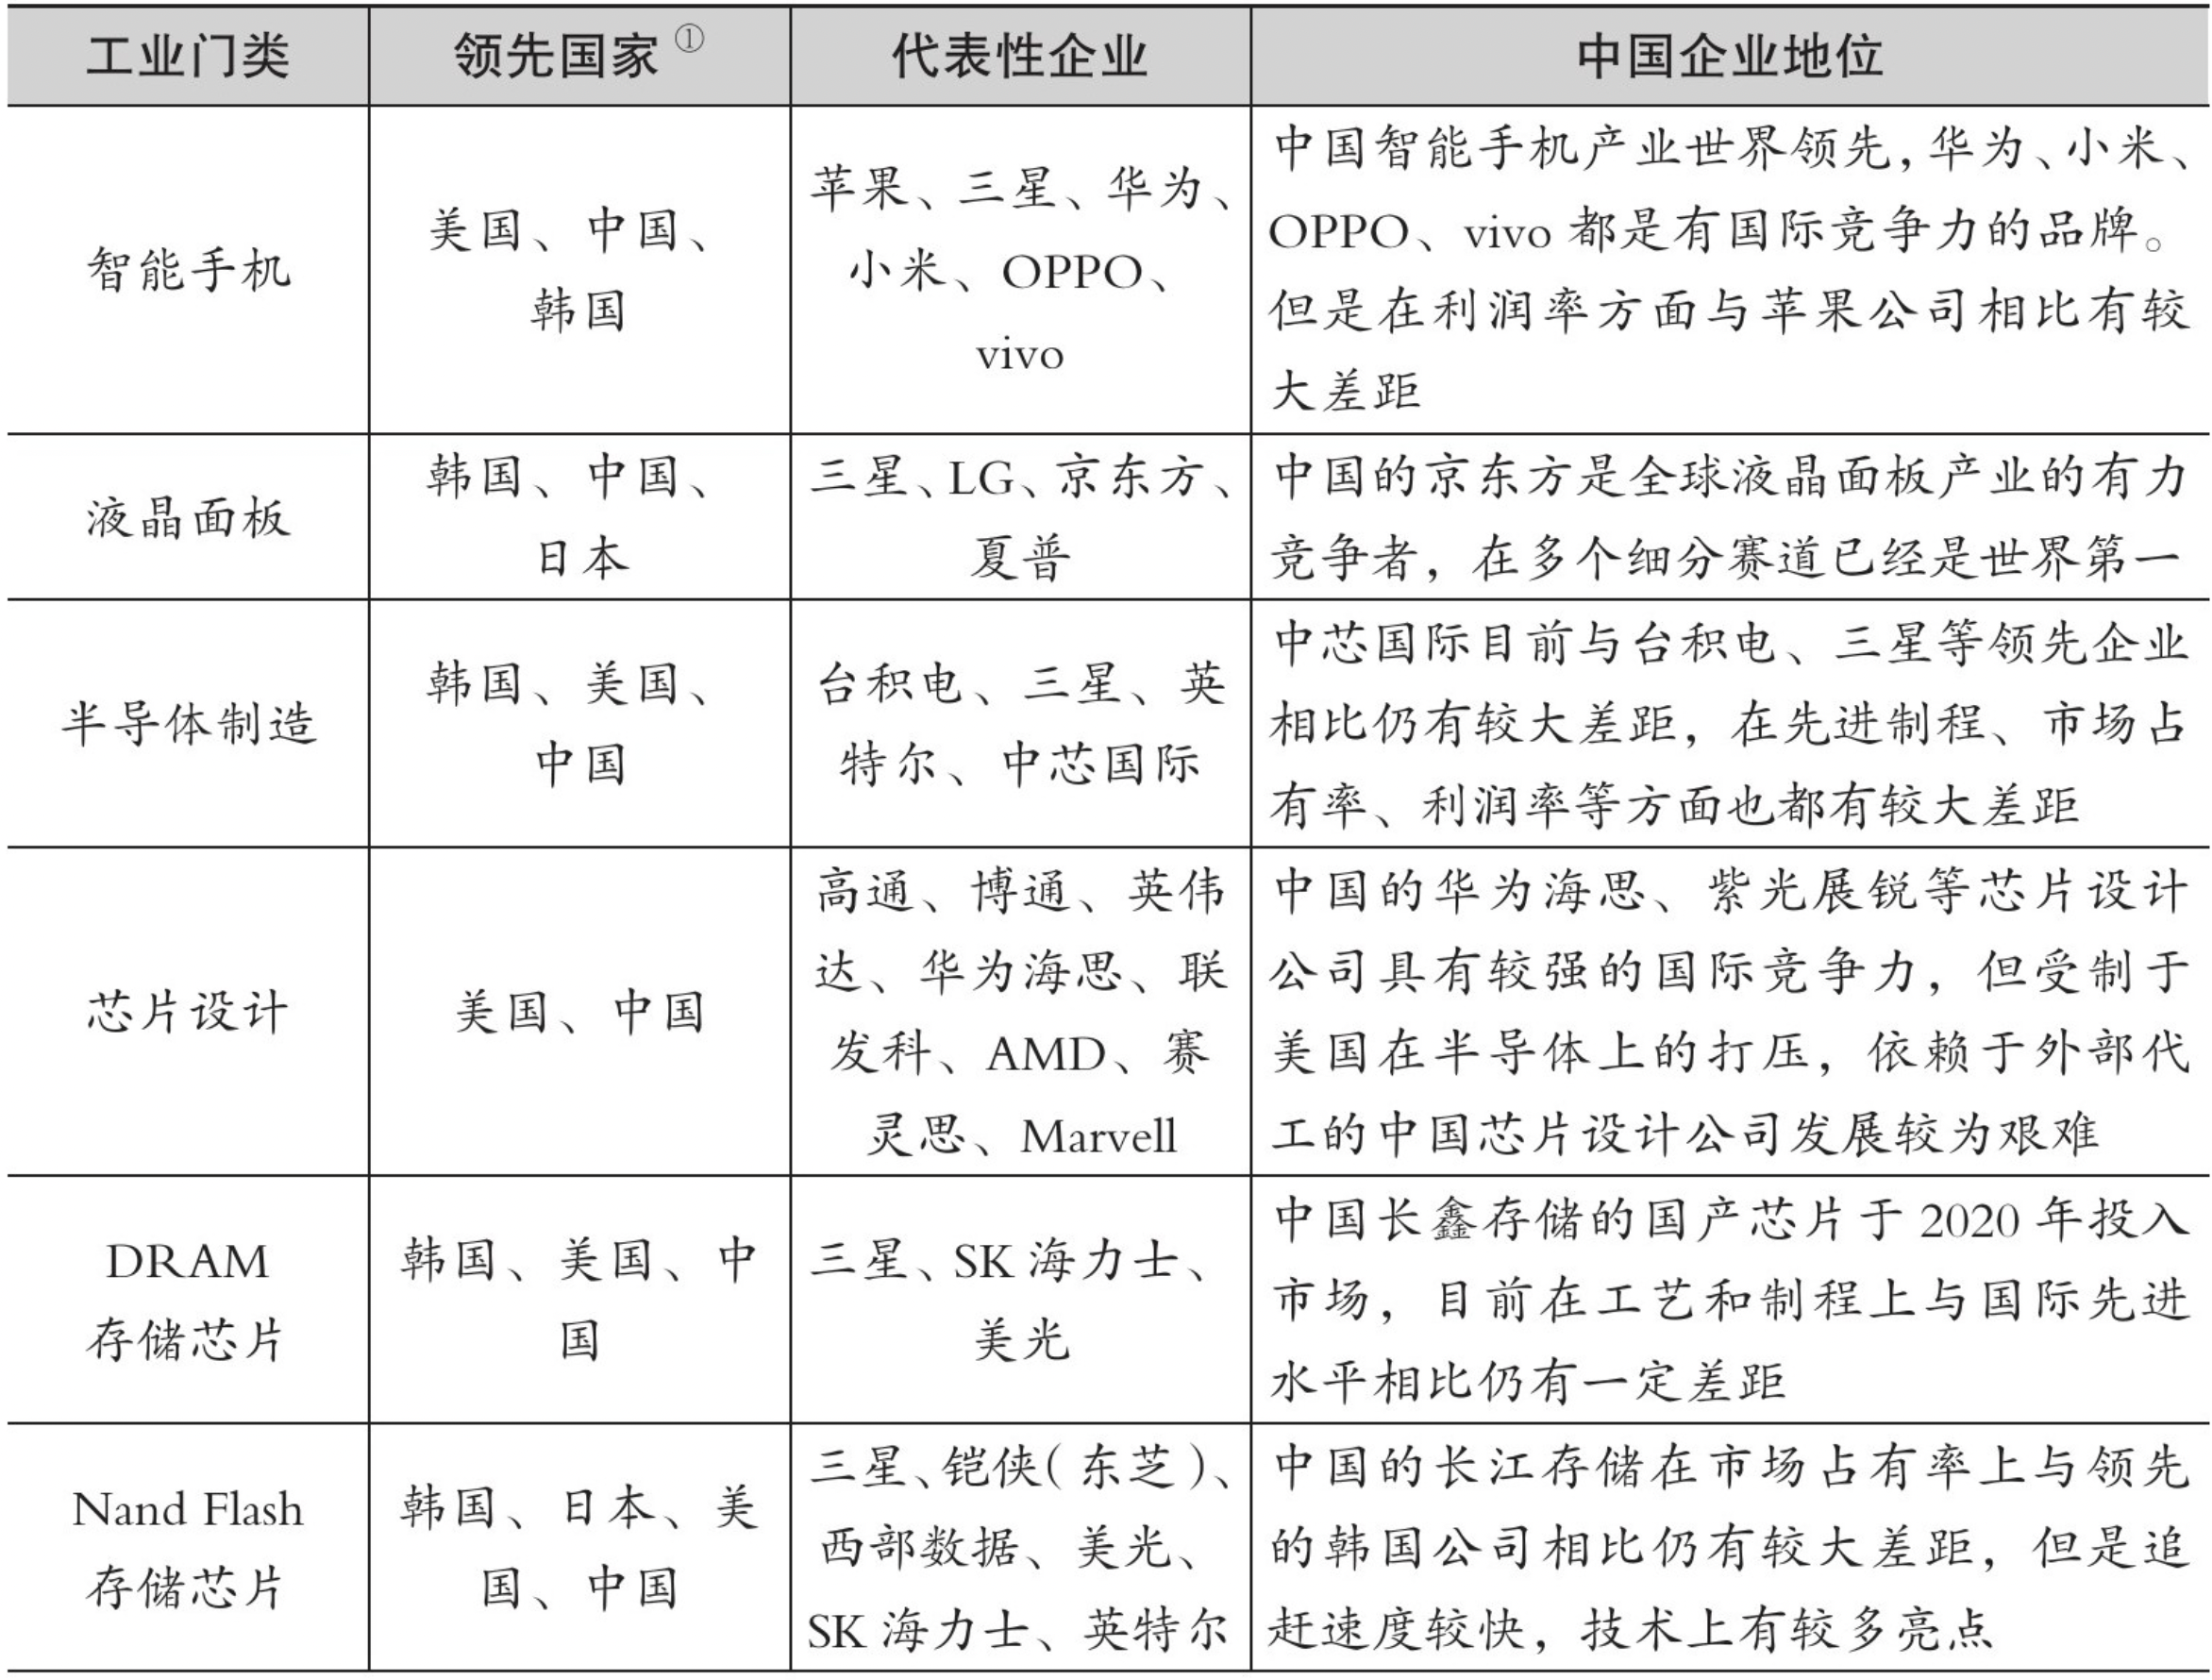 工业门类
领先国家①
代表性企业
中国企业地位
智能手机
美国、中国、
韩国
苹果、三星、华为、
小米、OPPO、
vivo
中国智能手机产业世界领先，华为、小米、
OPPO、vivo 都是有国际竞争力的品牌。
但是在利润率方面与苹果公司相比有较
大差距
液晶面板
韩国、中国、
日本
三星、LG、京东方、
夏普
中国的京东方是全球液晶面板产业的有力
竞争者，在多个细分赛道已经是世界第一
半导体制造
韩国、美国、
中国
台积电、三星、英
特尔、中芯国际
中芯国际目前与台积电、三星等领先企业
相比仍有较大差距，在先进制程、市场占
有率、利润率等方面也都有较大差距
芯片设计
美国、中国
高通、博通、英伟
达、华为海思、联
发科、AMD、赛
灵思、Marvell
中国的华为海思、紫光展锐等芯片设计
公司具有较强的国际竞争力，但受制于
美国在半导体上的打压，依赖于外部代
工的中国芯片设计公司发展较为艰难
DRAM
存储芯片
韩国、美国、中
国
三星、SK 海力士、
美光
中国长鑫存储的国产芯片于 2020 年投入
市场，目前在工艺和制程上与国际先进
水平相比仍有一定差距
Nand Flash
存储芯片
韩国、日本、美
国、中国
三星、铠侠（东芝）、
西部数据、美光、
SK 海力士、英特尔
中国的长江存储在市场占有率上与领先
的韩国公司相比仍有较大差距，但是追
赶速度较快，技术上有较多亮点